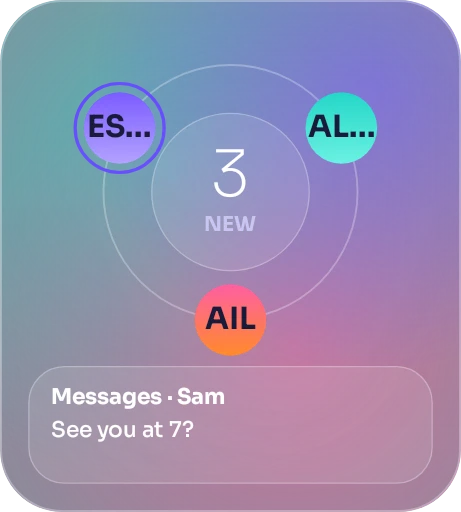 ES...
AL...
3
NEW
AIL
Messages · Sam
See you at 7?